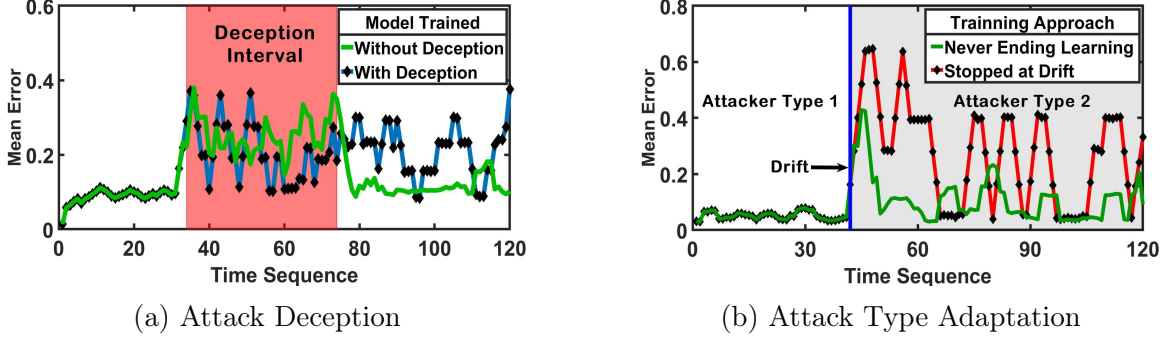 0.6
0.4
0.2
0
0
20
40
60
80
100
120
Mean Error
Time Sequence
Deception
Interval
Model Trained
Without Deception
With Deception
(a) Attack Deception
0.8
0.6
0.4
0.2
0
0
30
60
90
120
Mean Error
Time Sequence
Trainning Approach
Never Ending Learning
Stopped at Drift
Attacker Type 1
Attacker Type 2
Drift
(b) Attack Type Adaptation